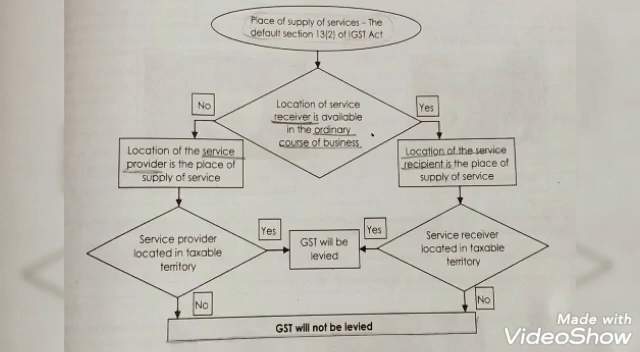 Place of supply of services – The
default section 13(2) of IGST Act
No
Location of service
receiver is available
in the ordinary
course of business
Yes
Location of the service
provider is the place of
supply of service
Location of the service
recipient is the place of
supply of service
Service provider
located in taxable
territory
Yes
GST will be
levied
Yes
Service receiver
located in taxable
territory
No
No
GST will not be levied
Made with
VideoShow